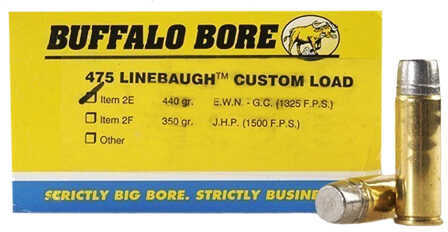 BUFFALO BORE
475 LINEBAUGH™ CUSTOM LOAD
Item 2E 440 gr. E.W.N. - G.C. (1325 F.P.S.)
Item 2F 350 gr. J.H.P. (1500 F.P.S.)
Other
STRICTLY BIG BORE. STRICTLY BUSINE